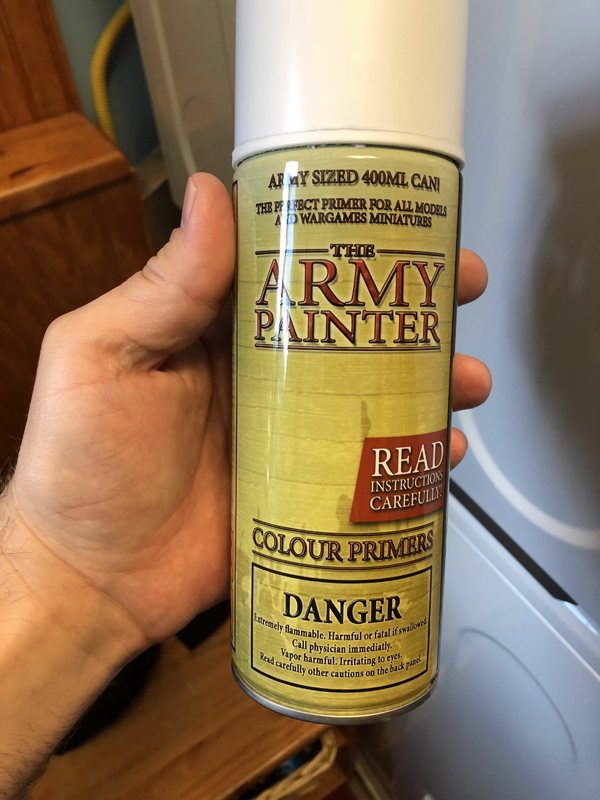 ARMY SIZED 400ML CAN!
THE PERFECT PRIMER FOR ALL MODELS
AND WARGAMES MINIATURES
THE
ARMY
PAINTER
READ
INSTRUCTIONS
CAREFULLY!
COLOUR PRIMERS
DANGER
Extremely flammable. Harmful or fatal if swallowed.
Call physician immediatly.
Vapor harmful. Irritating to eyes.
Read carefully other cautions on the back panel.